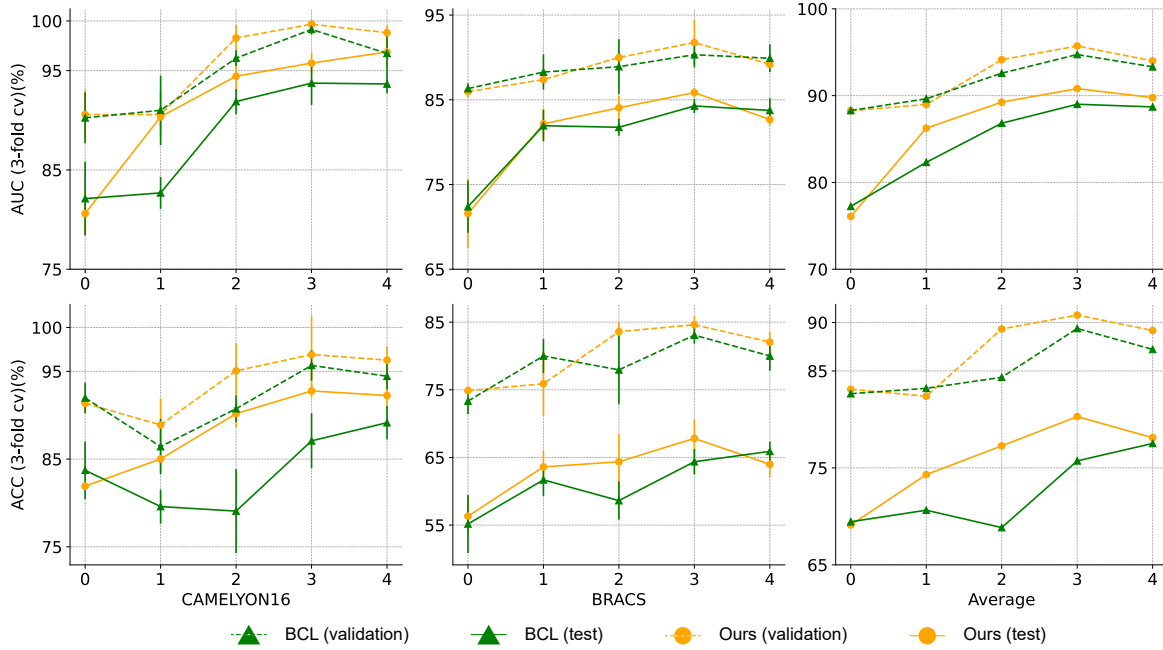 AUC (3-fold cv)(%)
100
95
85
75
0 1 2 3 4
95
85
75
65
0 1 2 3 4
100
90
80
70
0 1 2 3 4
ACC (3-fold cv)(%)
100
95
85
75
0 1 2 3 4
CAMELYON16
85
75
65
55
0 1 2 3 4
BRACS
90
85
75
65
0 1 2 3 4
Average
BCL (validation) BCL (test) Ours (validation) Ours (test)